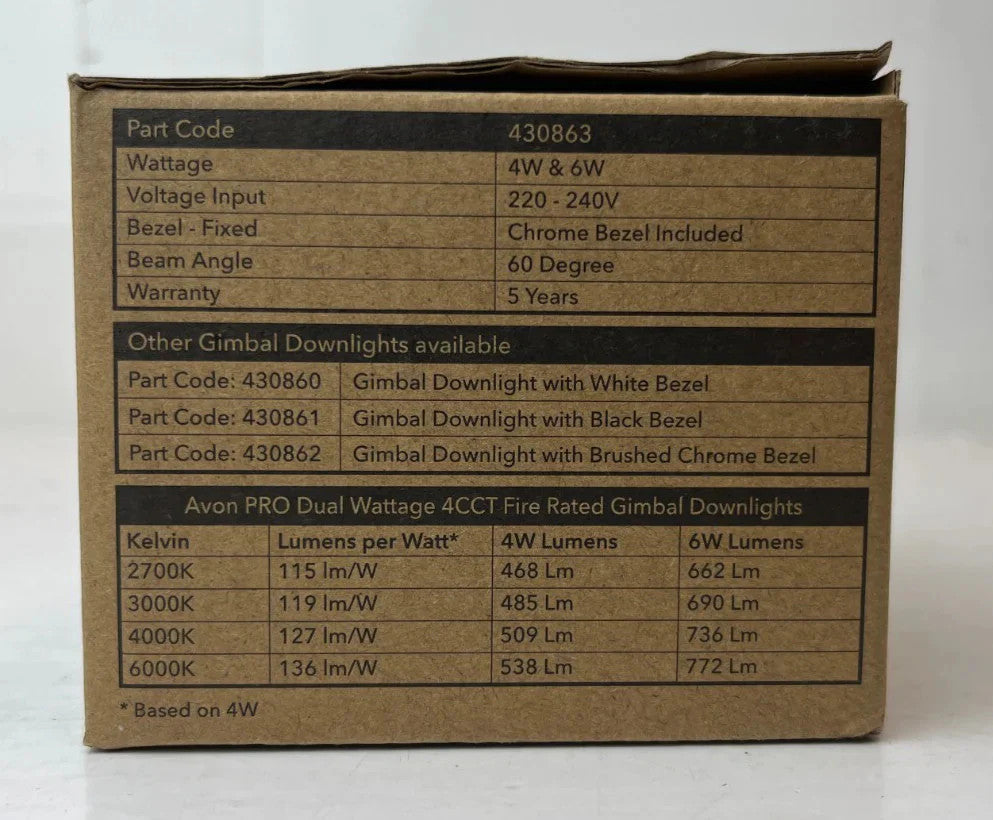 Part Code 430863
Wattage 4W & 6W
Voltage Input 220 - 240V
Bezel - Fixed Chrome Bezel Included
Beam Angle 60 Degree
Warranty 5 Years
Other Gimbal Downlights available
Part Code: 430860 Gimbal Downlight with White Bezel
Part Code: 430861 Gimbal Downlight with Black Bezel
Part Code: 430862 Gimbal Downlight with Brushed Chrome Bezel
Avon PRO Dual Wattage 4CCT Fire Rated Gimbal Downlights
Kelvin Lumens per Watt* 4W Lumens 6W Lumens
2700K 115 lm/W 468 Lm 662 Lm
3000K 119 lm/W 485 Lm 690 Lm
4000K 127 lm/W 509 Lm 736 Lm
6000K 136 lm/W 538 Lm 772 Lm
* Based on 4W